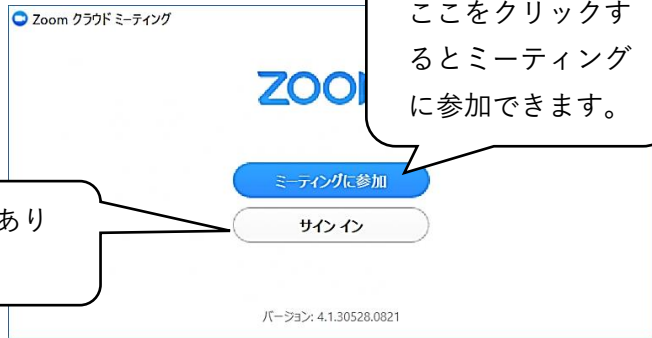 Zoom クラウド ミーティング
ここをクリックす
るとミーティング
に参加できます。
ZOO
ミーティングに参加
あり
サイン イン
バージョン: 4.1.30528.0821